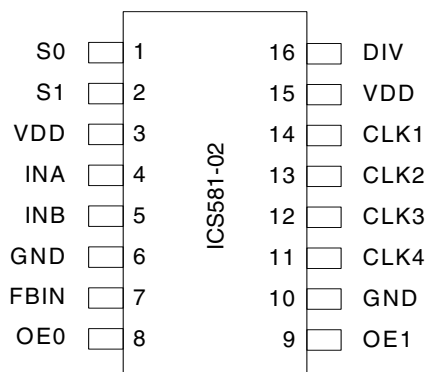 S0 1 16 DIV
S1 2 15 VDD
VDD 3 14 CLK1
INA 4 13 CLK2
INB 5 12 CLK3
GND 6 11 CLK4
FBIN 7 10 GND
OE0 8 9 OE1
ICS581-02